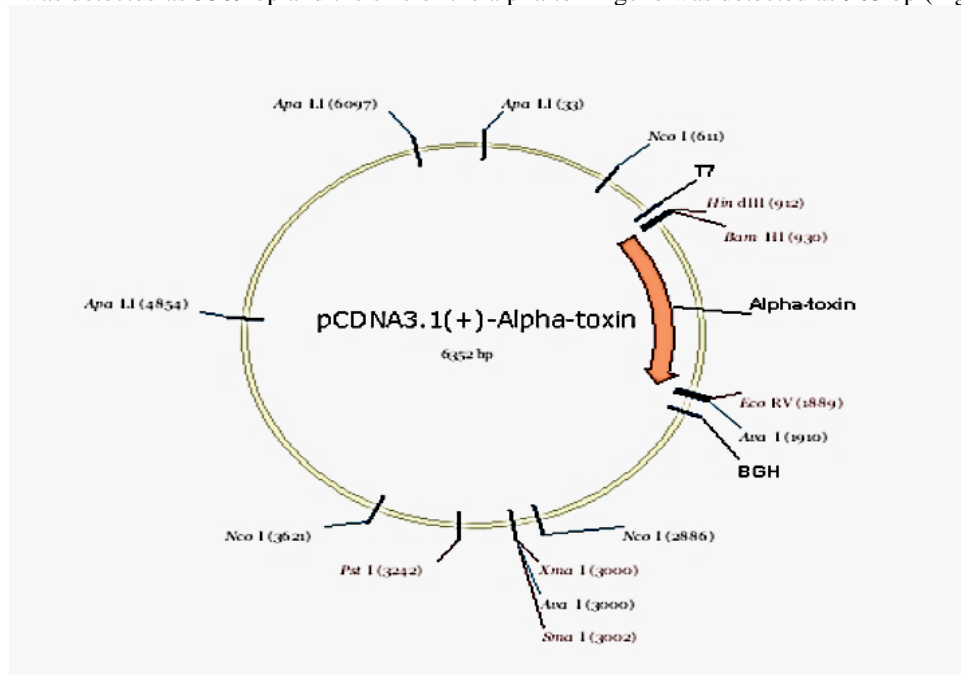 Apa LI (6097)
Apa LI (33)
Nco I (611)
T7
Hin dIII (912)
Bam HI (930)
Apa LI (4854)
pCDNA3.1(+)-Alpha-toxin
6352 bp
Alpha-toxin
Eco RV (1889)
Ava I (1910)
BGH
Nco I (3621)
Nco I (2886)
Pst I (3242)
Xma I (3000)
Ava I (3000)
Sma I (3002)